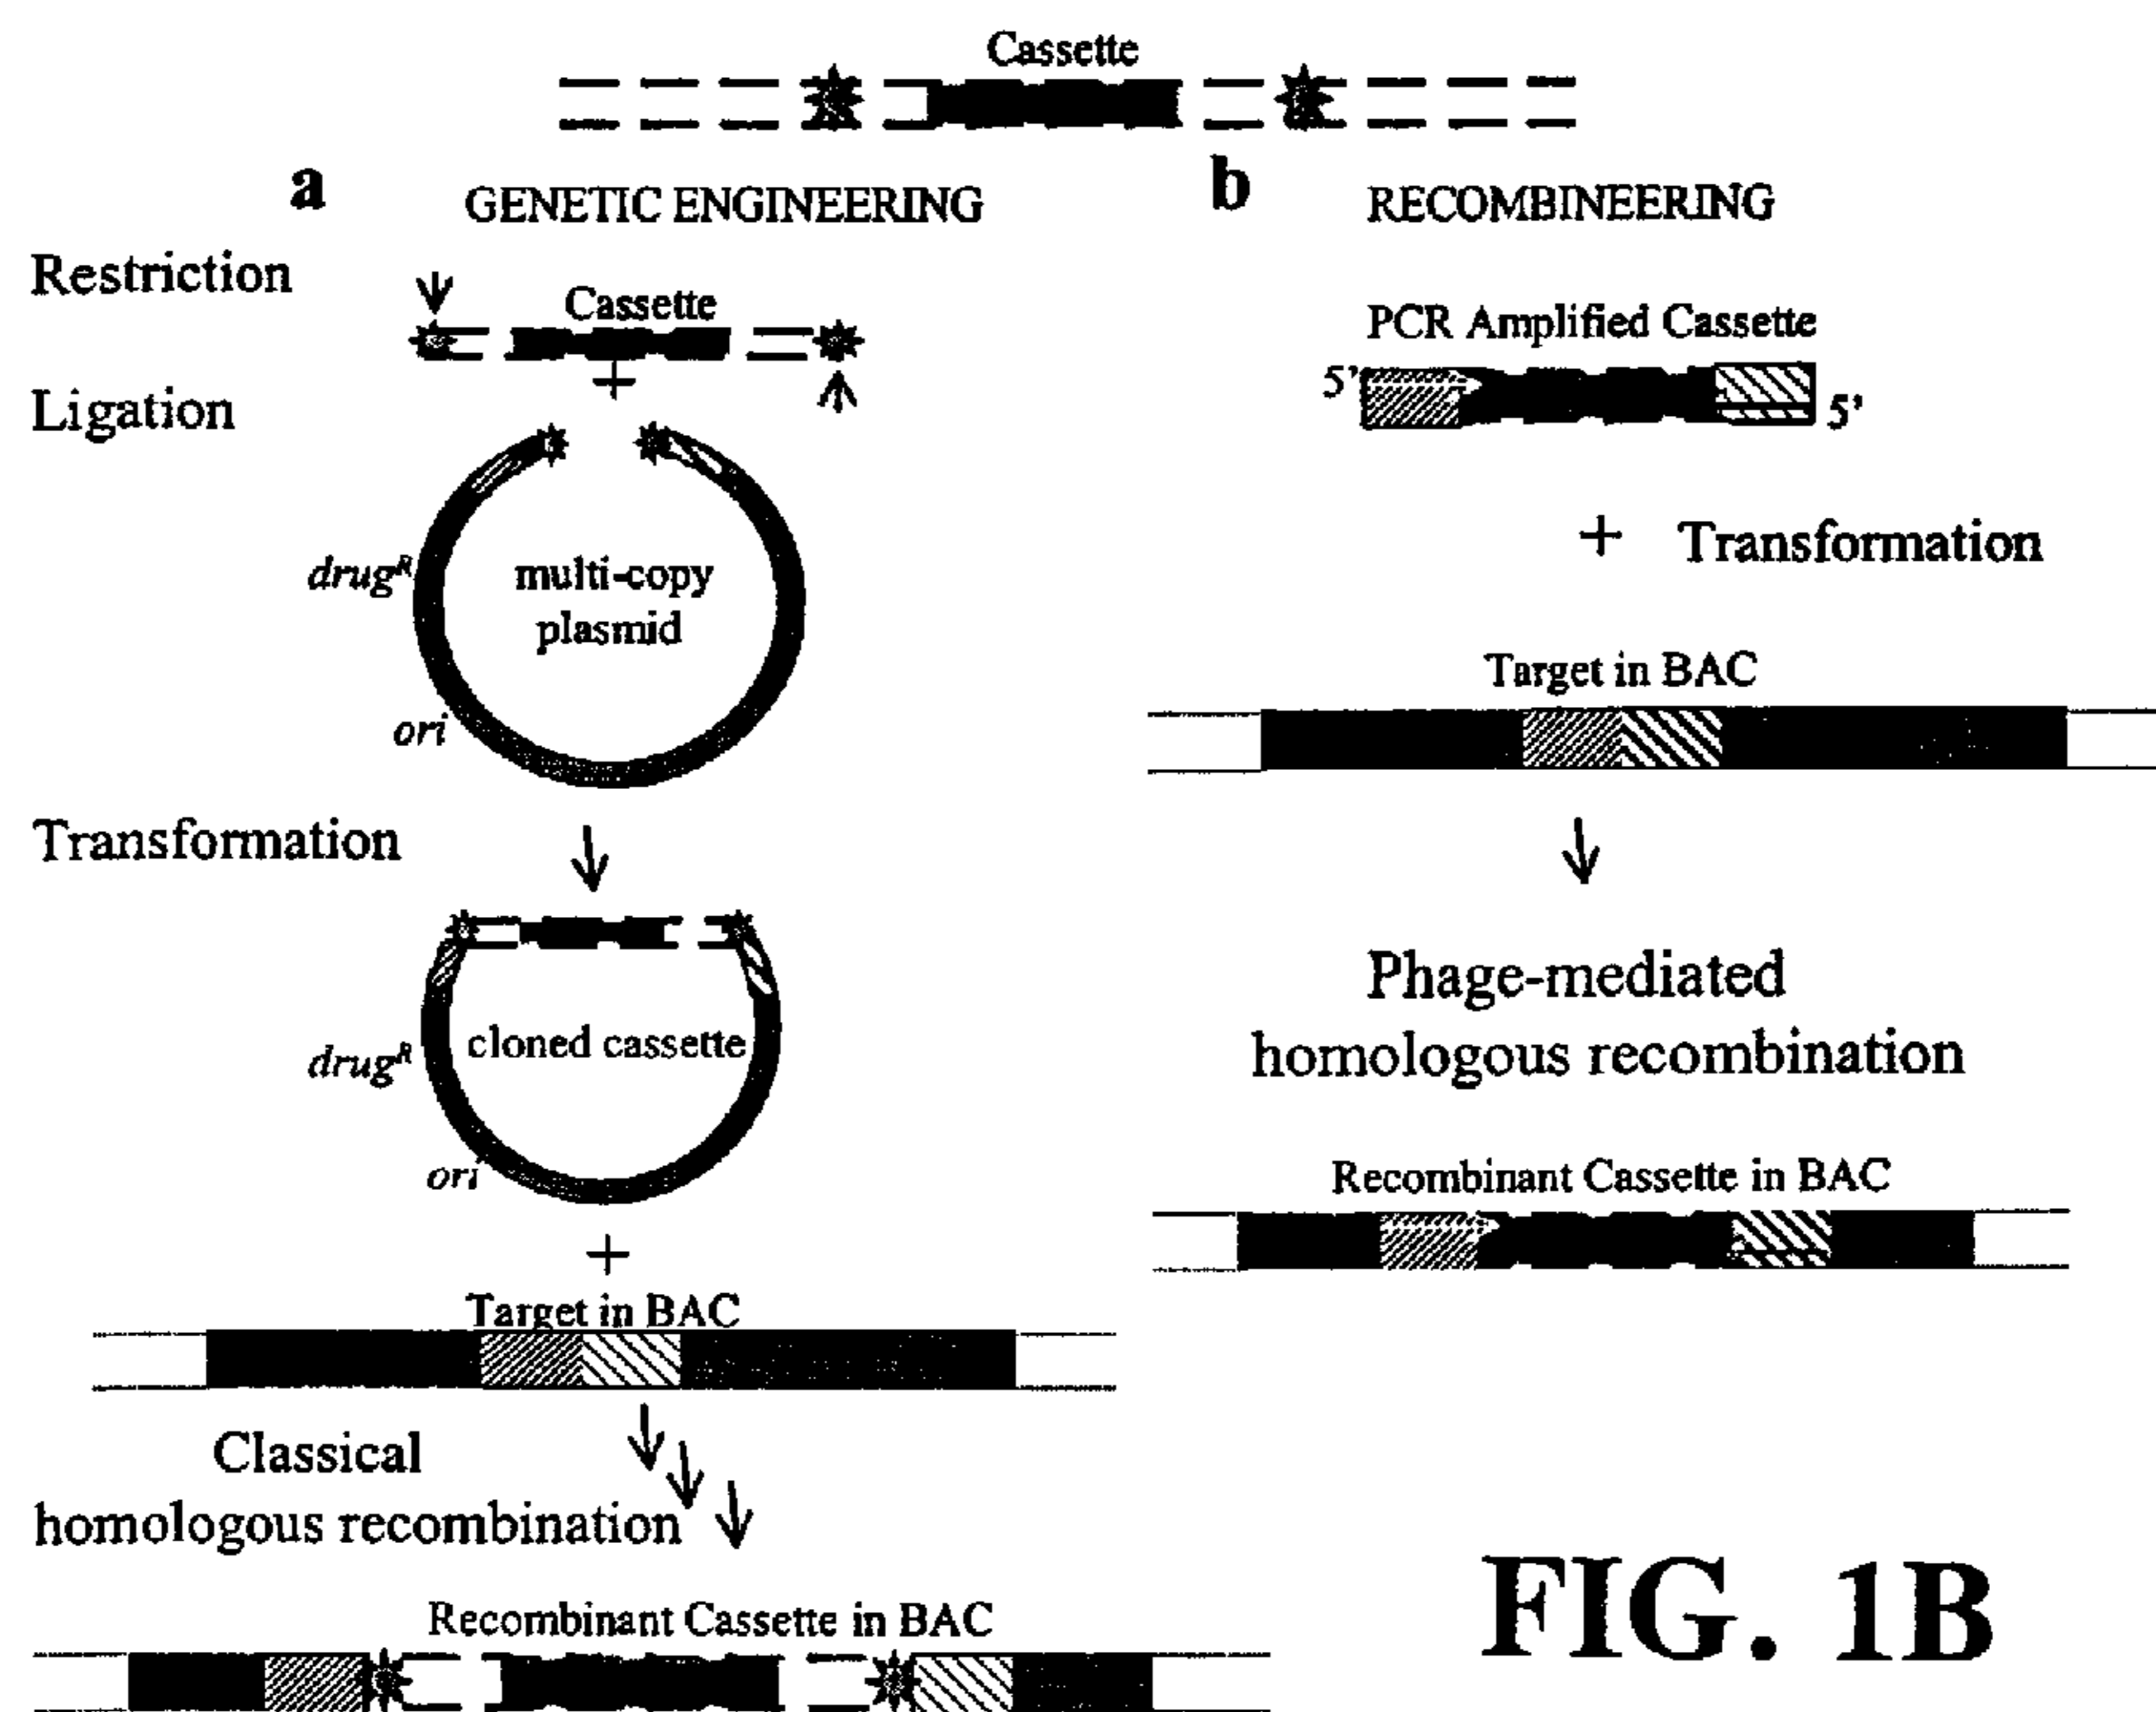 Cassette
a
GENETIC ENGINEERING
Restriction
Cassette
+
Ligation
drugR
multi-copy
plasmid
ori
Transformation
drugR
cloned cassette
ori
+
Target in BAC
Classical
homologous recombination
Recombinant Cassette in BAC
b
RECOMBINEERING
PCR Amplified Cassette
5'
5'
+ Transformation
Target in BAC
Phage-mediated
homologous recombination
Recombinant Cassette in BAC
FIG. 1B